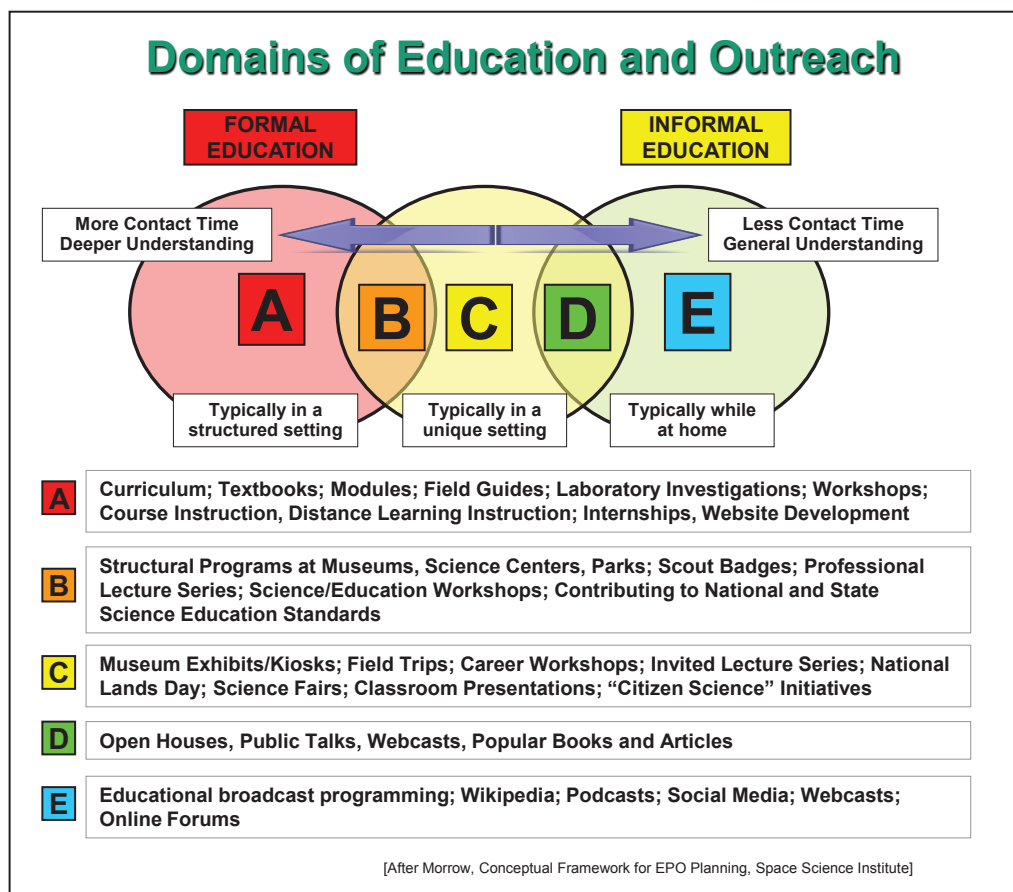 Domains of Education and Outreach
FORMAL
EDUCATION
INFORMAL
EDUCATION
More Contact Time
Deeper Understanding
Less Contact Time
General Understanding
A
B
C
D
E
Typically in a
structured setting
Typically in a
unique setting
Typically while
at home
A
Curriculum; Textbooks; Modules; Field Guides; Laboratory Investigations; Workshops;
Course Instruction, Distance Learning Instruction; Internships, Website Development
B
Structural Programs at Museums, Science Centers, Parks; Scout Badges; Professional
Lecture Series; Science/Education Workshops; Contributing to National and State
Science Education Standards
C
Museum Exhibits/Kiosks; Field Trips; Career Workshops; Invited Lecture Series; National
Lands Day; Science Fairs; Classroom Presentations; “Citizen Science” Initiatives
D
Open Houses, Public Talks, Webcasts, Popular Books and Articles
E
Educational broadcast programming; Wikipedia; Podcasts; Social Media; Webcasts;
Online Forums
[After Morrow, Conceptual Framework for EPO Planning, Space Science Institute]